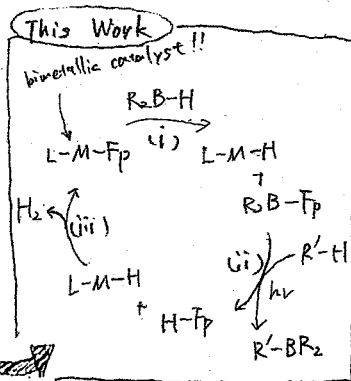 This Work
bimetallic catalyst!!
R₂B-H
(i)
L-M-Fp
L-M-H
+
R₂B-Fp
H₂
(iii)
(ii)
R'-H
hν
L-M-H
+
H-Fp
R'-BR₂